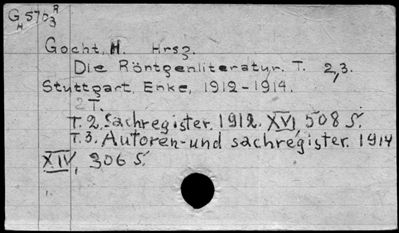 G 5703 R
H
Gocht, H. Hrsg.
Die Röntgenliteratur. T. 2,3.
Stuttgart, Enke, 1912-1914.
2 T.
T. 2. Sachregister. 1912. XVI, 508 S.
T. 3. Autoren- und sachregister. 1914
XIV, 306 S.